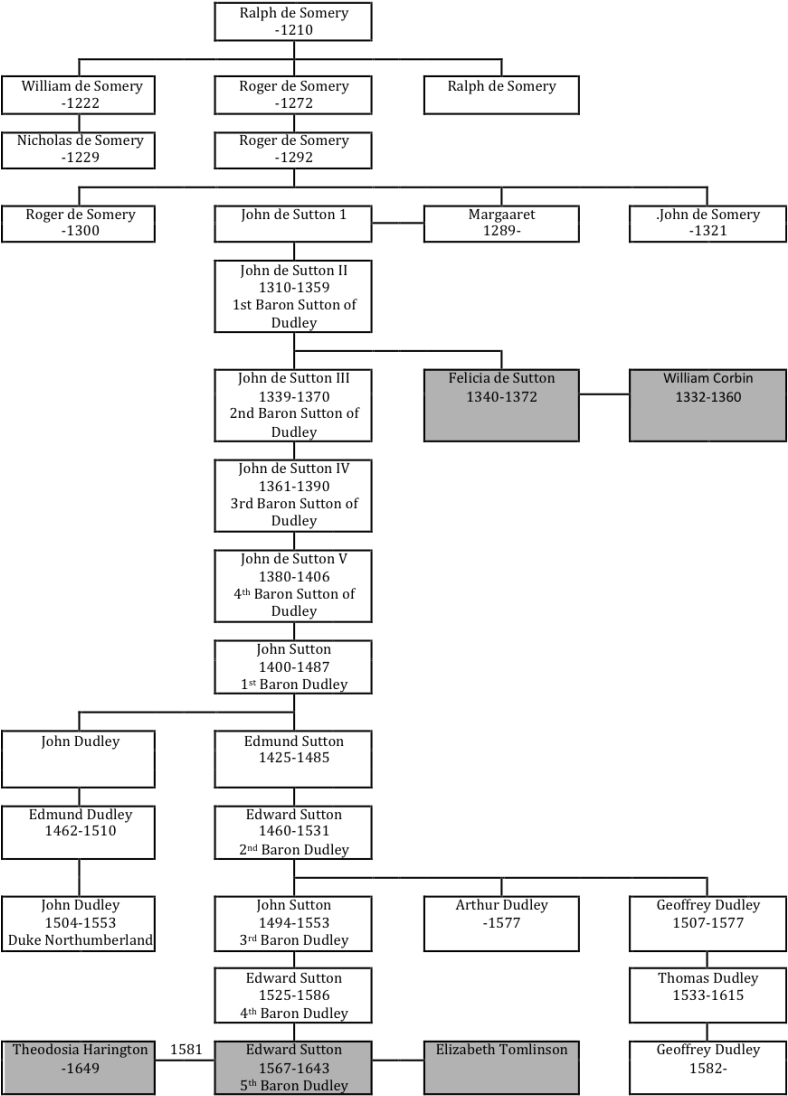 Ralph de Somery
-1210
William de Somery
-1222
Roger de Somery
-1272
Ralph de Somery
Nicholas de Somery
-1229
Roger de Somery
-1292
Roger de Somery
-1300
John de Sutton 1
Margaaret
1289-
.John de Somery
-1321
John de Sutton II
1310-1359
1st Baron Sutton of
Dudley
John de Sutton III
1339-1370
2nd Baron Sutton of
Dudley
Felicia de Sutton
1340-1372
William Corbin
1332-1360
John de Sutton IV
1361-1390
3rd Baron Sutton of
Dudley
John de Sutton V
1380-1406
4th Baron Sutton of
Dudley
John Sutton
1400-1487
1st Baron Dudley
John Dudley
Edmund Sutton
1425-1485
Edmund Dudley
1462-1510
Edward Sutton
1460-1531
2nd Baron Dudley
John Dudley
1504-1553
Duke Northumberland
John Sutton
1494-1553
3rd Baron Dudley
Arthur Dudley
-1577
Geoffrey Dudley
1507-1577
Edward Sutton
1525-1586
4th Baron Dudley
Thomas Dudley
1533-1615
Theodosia Harington
-1649
1581
Edward Sutton
1567-1643
5th Baron Dudley
Elizabeth Tomlinson
Geoffrey Dudley
1582-